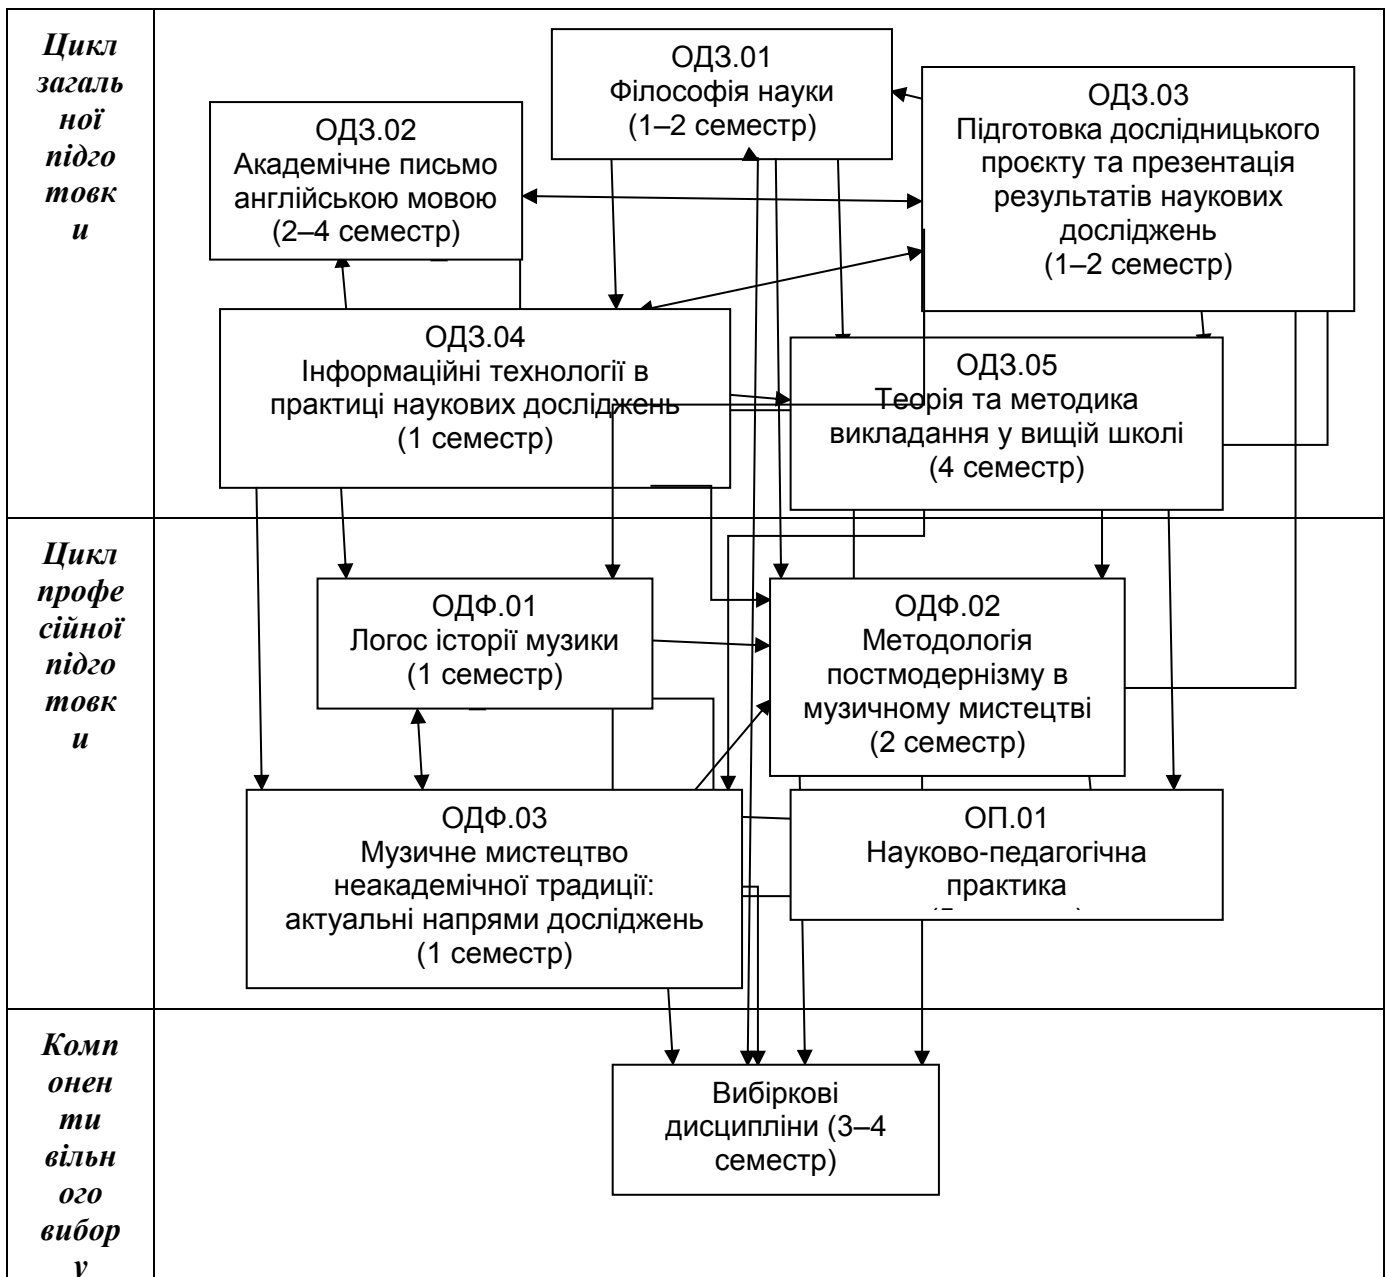 Цикл
загаль
ної
підго
товк
и
ОДЗ.01
Філософія науки
(1–2 семестр)
ОДЗ.02
Академічне письмо
англійською мовою
(2–4 семестр)
ОДЗ.03
Підготовка дослідницького
проєкту та презентація
результатів наукових
досліджень
(1–2 семестр)
ОДЗ.04
Інформаційні технології в
практиці наукових досліджень
(1 семестр)
ОДЗ.05
Теорія та методика
викладання у вищій школі
(4 семестр)
Цикл
профе
сійної
підго
товк
и
ОДФ.01
Логос історії музики
(1 семестр)
ОДФ.02
Методологія
постмодернізму в
музичному мистецтві
(2 семестр)
ОДФ.03
Музичне мистецтво
неакадемічної традиції:
актуальні напрями досліджень
(1 семестр)
ОП.01
Науково-педагогічна
практика
Комп
онен
ти
вільн
ого
вибор
у
Вибіркові
дисципліни (3–4
семестр)